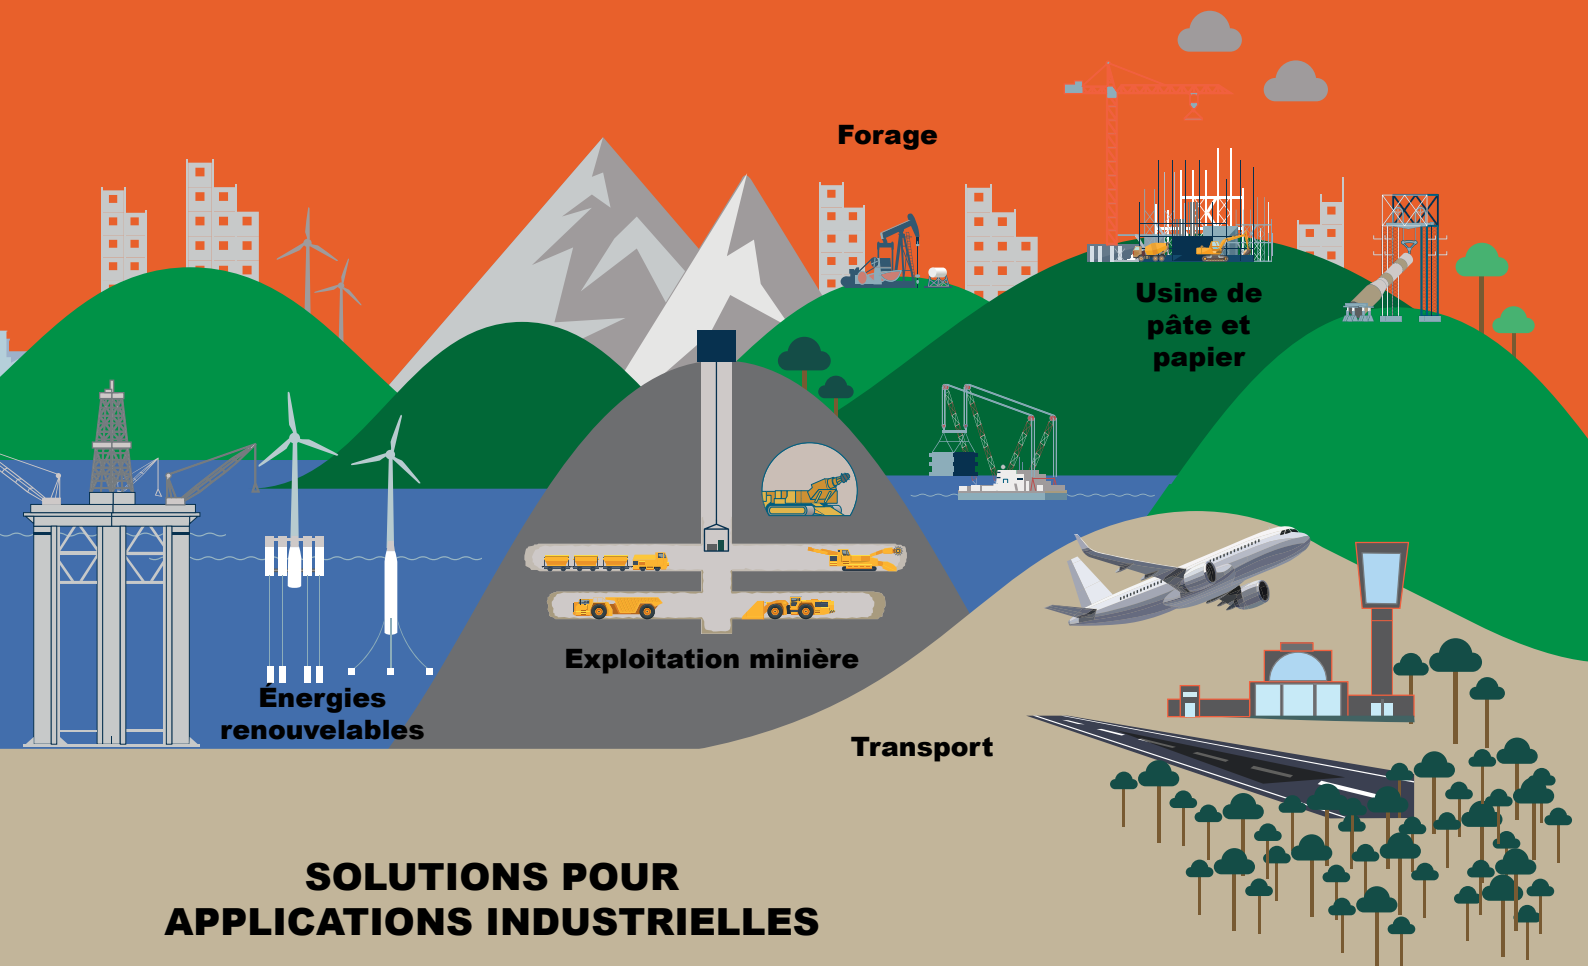 Forage
Usine de
pâte et
papier
Exploitation minière
Énergies
renouvelables
Transport
SOLUTIONS POUR
APPLICATIONS INDUSTRIELLES